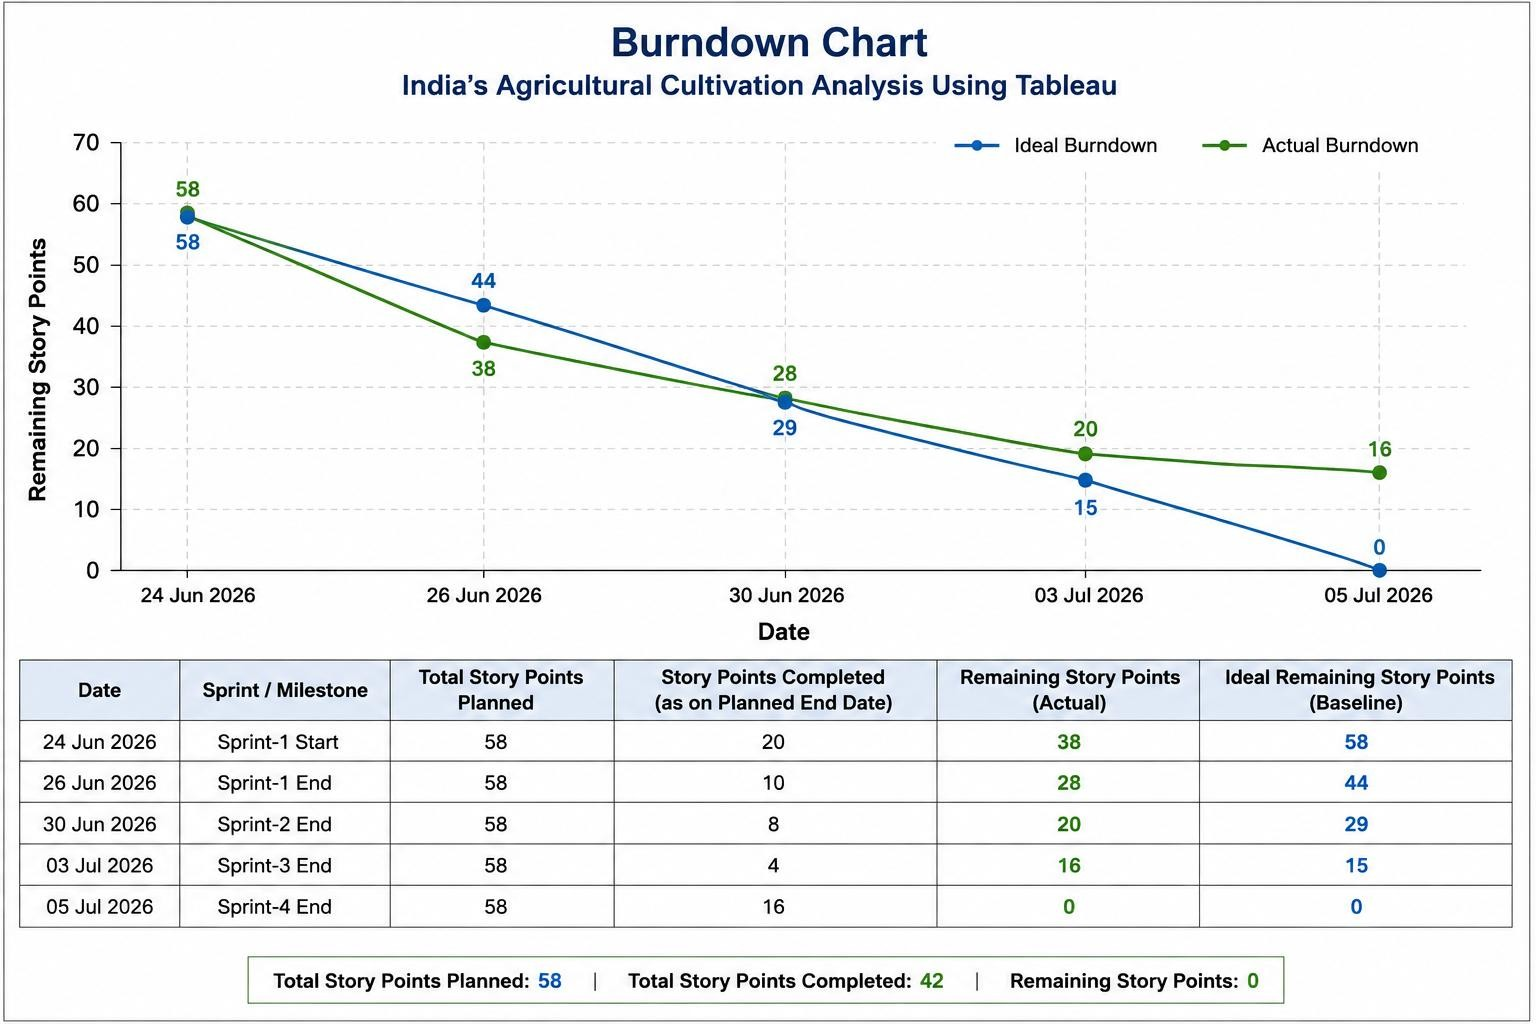 Burndown Chart
India's Agricultural Cultivation Analysis Using Tableau
Ideal Burndown Actual Burndown
Remaining Story Points
70
60
50
40
30
20
10
0
58
58
44
38
28
29
20
15
16
0
24 Jun 2026 26 Jun 2026 30 Jun 2026 03 Jul 2026 05 Jul 2026
Date
Date Sprint / Milestone Total Story Points Planned Story Points Completed (as on Planned End Date) Remaining Story Points (Actual) Ideal Remaining Story Points (Baseline)
24 Jun 2026 Sprint-1 Start 58 20 38 58
26 Jun 2026 Sprint-1 End 58 10 28 44
30 Jun 2026 Sprint-2 End 58 8 20 29
03 Jul 2026 Sprint-3 End 58 4 16 15
05 Jul 2026 Sprint-4 End 58 16 0 0
Total Story Points Planned: 58 | Total Story Points Completed: 42 | Remaining Story Points: 0